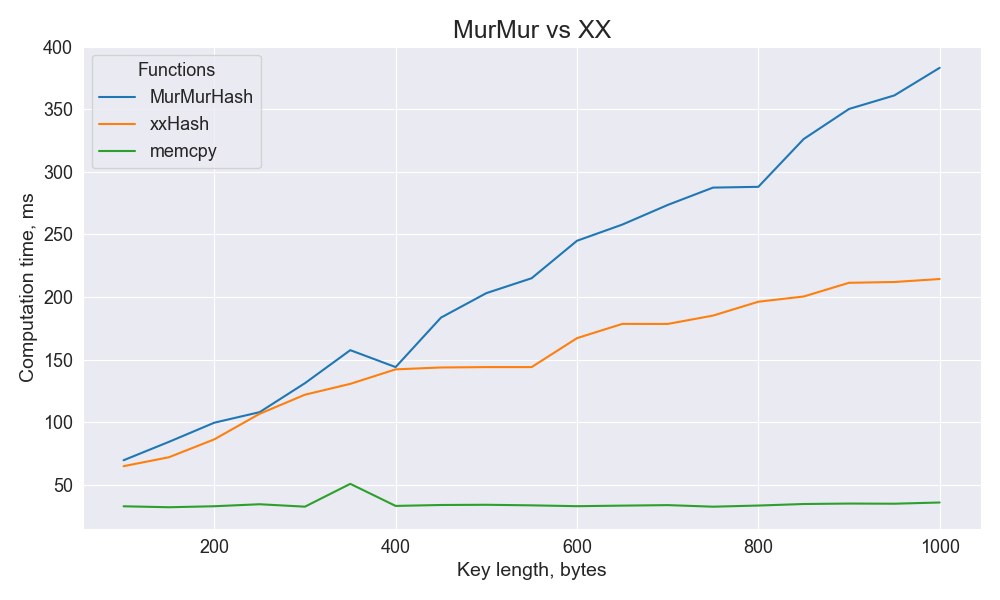 MurMur vs XX
Functions
MurMurHash
xxHash
memcpy
Computation time, ms
400
350
300
250
200
150
100
50
200
400
600
800
1000
Key length, bytes